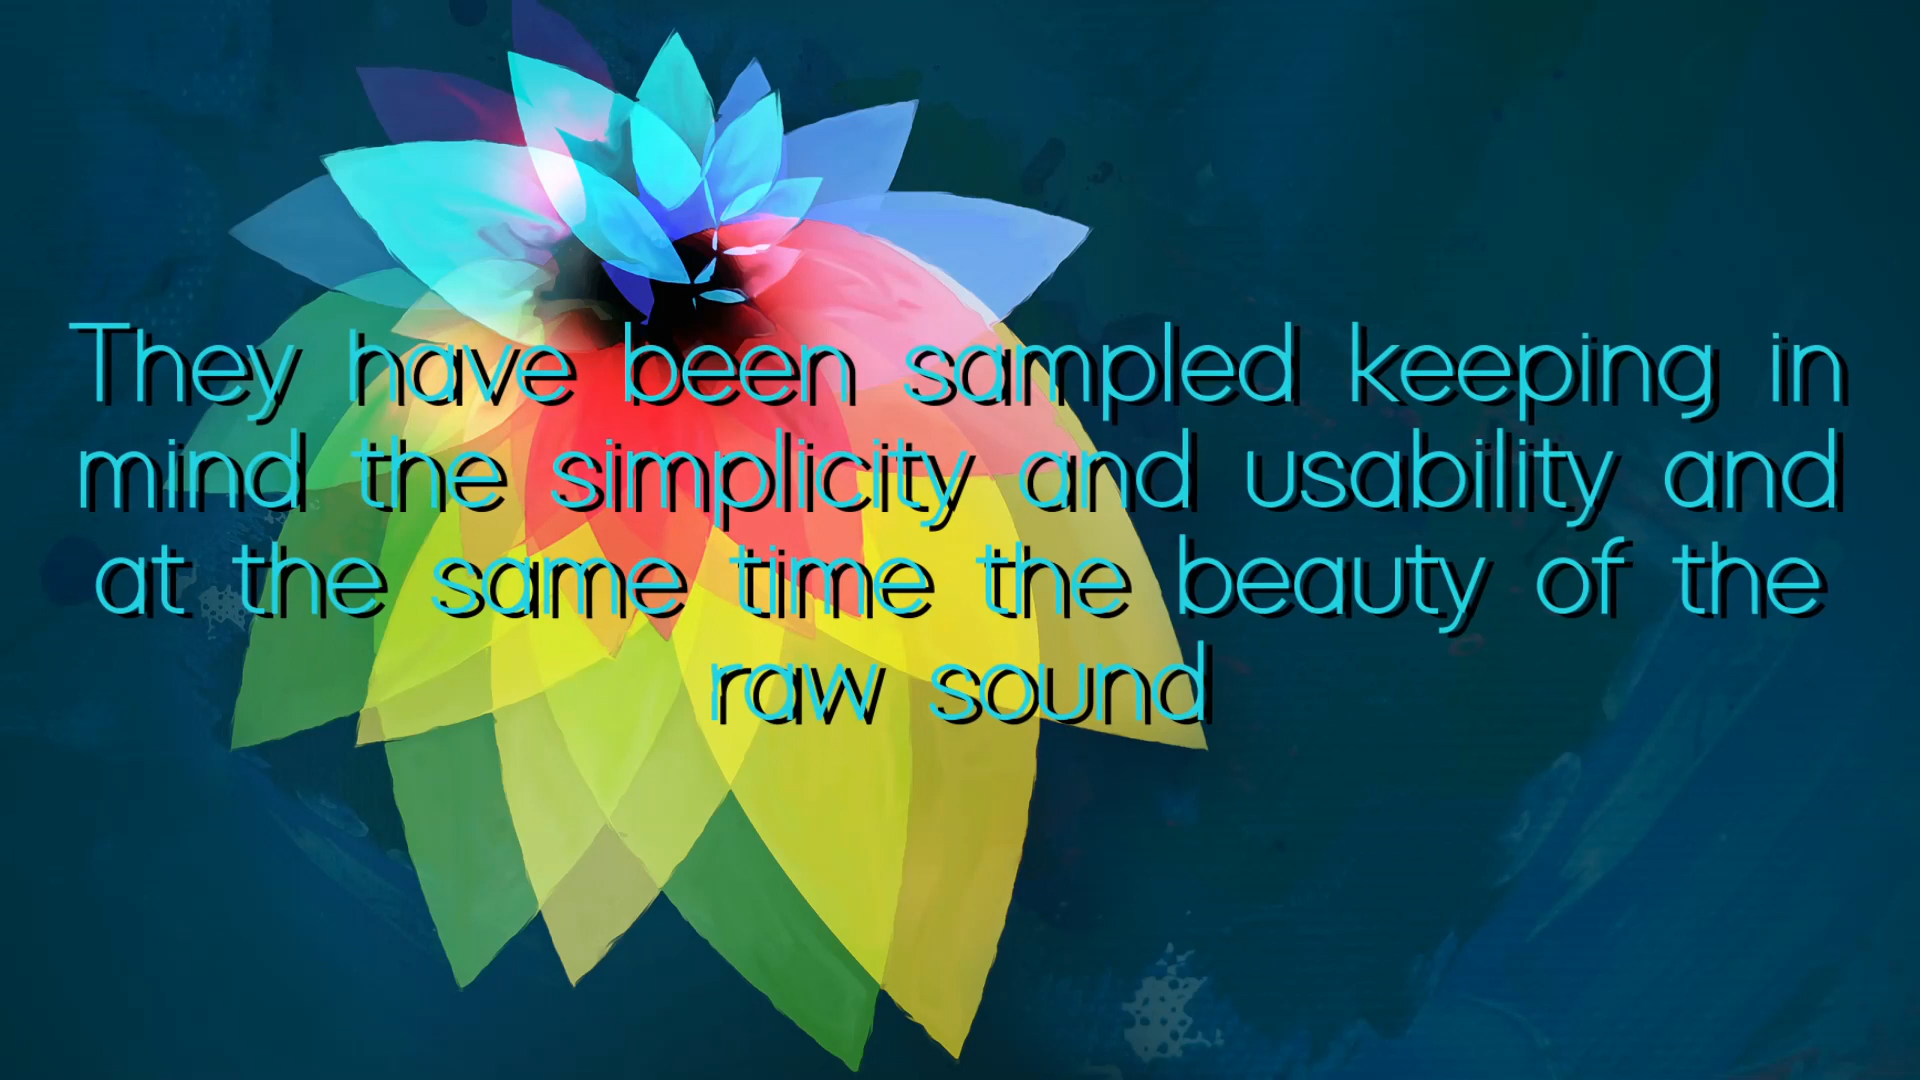 They have been sampled keeping in
mind the simplicity and usability and
at the same time the beauty of the
raw sound